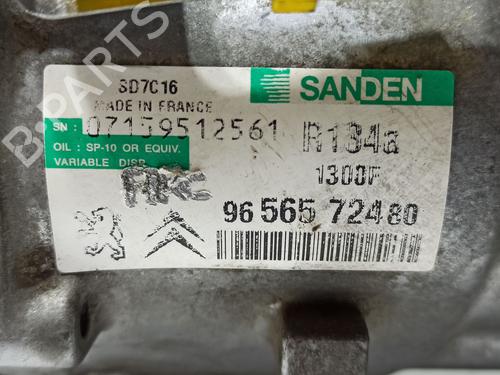 SD7C16
SANDEN
MADE IN FRANCE
SN : 07159512561
R134a
OIL : SP-10 OR EQUIV.
VARIABLE DISP
1300F
96 565 724 80
B-PARTS